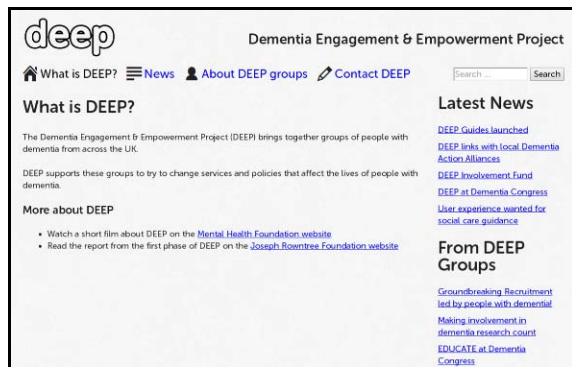 deep
Dementia Engagement & Empowerment Project
What is DEEP? News About DEEP groups Contact DEEP
Search ... Search
What is DEEP?
The Dementia Engagement & Empowerment Project (DEEP) brings together groups of people with
dementia from across the UK.
DEEP supports these groups to try to change services and policies that affect the lives of people with
dementia.
More about DEEP
• Watch a short film about DEEP on the Mental Health Foundation website
• Read the report from the first phase of DEEP on the Joseph Rowntree Foundation website
Latest News
DEEP Guides launched
DEEP links with local Dementia
Action Alliances
DEEP Involvement Fund
DEEP at Dementia Congress
User experience wanted for
social care guidance
From DEEP
Groups
Groundbreaking Recruitment
led by people with dementia!
Making involvement in
dementia research count
EDUCATE at Dementia
Congress